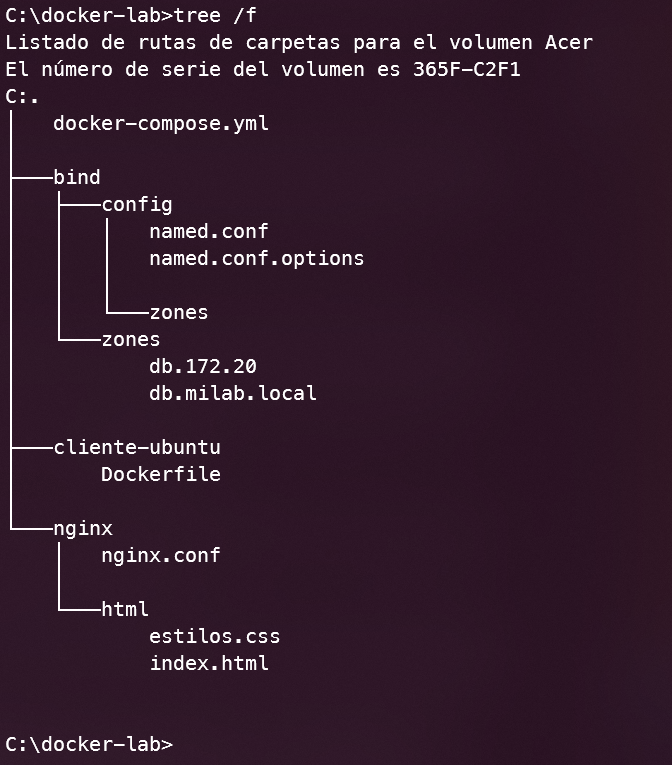 C:\docker-lab>tree /f
Listado de rutas de carpetas para el volumen Acer
El número de serie del volumen es 365F-C2F1
C:.
│   docker-compose.yml
│
├───bind
│   ├───config
│   │   │   named.conf
│   │   │   named.conf.options
│   │   │
│   │   └───zones
│   └───zones
│           db.172.20
│           db.milab.local
│
├───cliente-ubuntu
│       Dockerfile
│
└───nginx
    │   nginx.conf
    │
    └───html
            estilos.css
            index.html

C:\docker-lab>